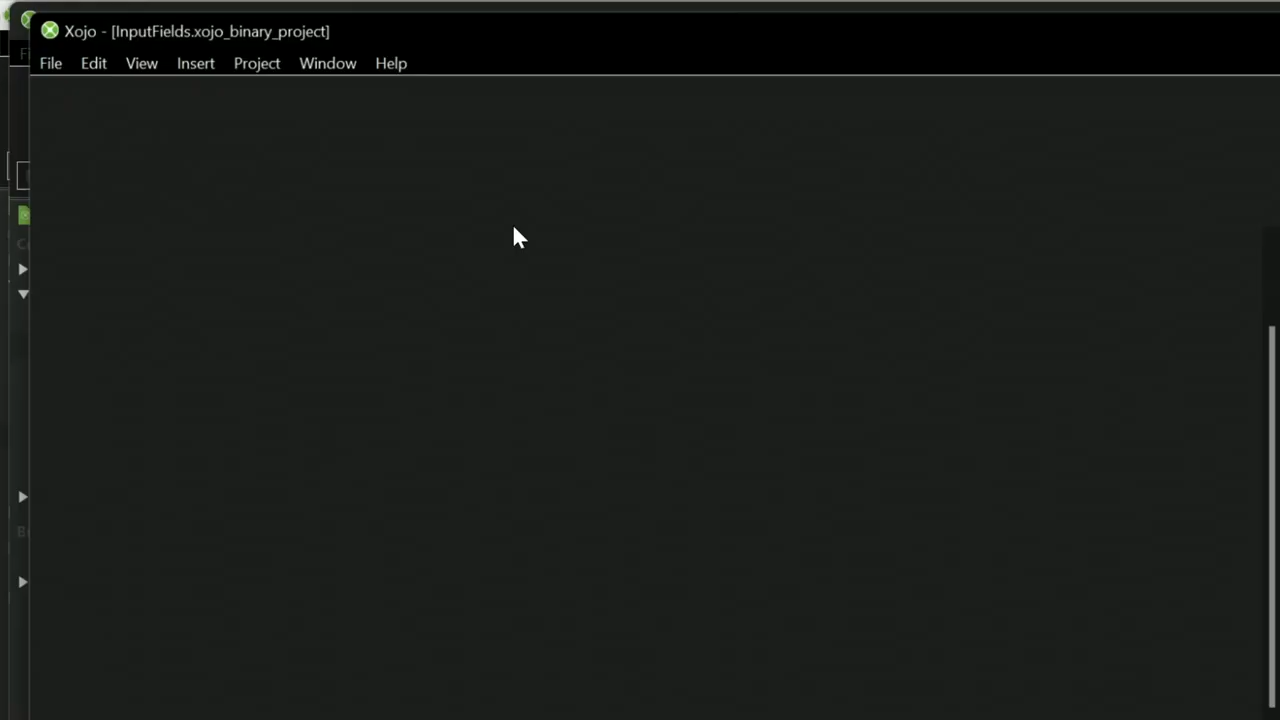 Xojo - [InputFields.xojo_binary_project]
File Edit View Insert Project Window Help